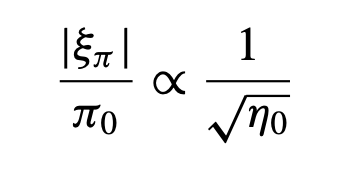 |ξ_π| / π_0 ∝ 1 / √η_0